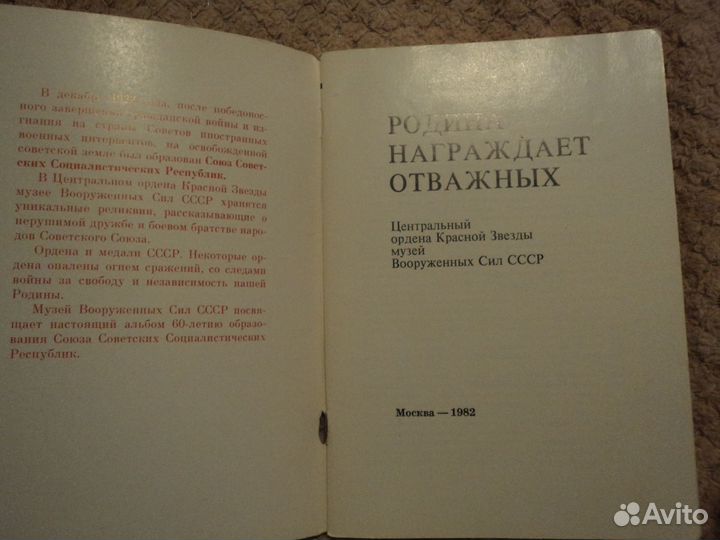 В декабре 1922 года, после победонос-
ного завершения гражданской войны и из-
гнания из страны Советов иностранных
военных интервентов, на освобожденной
советской земле был образован Союз Совет-
ских Социалистических Республик.
В Центральном ордена Красной Звезды
музее Вооруженных Сил СССР хранятся
уникальные реликвии, рассказывающие о
нерушимой дружбе и боевом братстве наро-
дов Советского Союза.
Ордена и медали СССР. Некоторые ор-
дена опалены огнем сражений, со следами
войны за свободу и независимость нашей
Родины.
Музей Вооруженных Сил СССР посвя-
щает настоящий альбом 60-летию образо-
вания Союза Советских Социалистических
Республик.
РОДИНА
НАГРАЖДАЕТ
ОТВАЖНЫХ
Центральный
ордена Красной Звезды
музей
Вооруженных Сил СССР
Москва — 1982
Avito